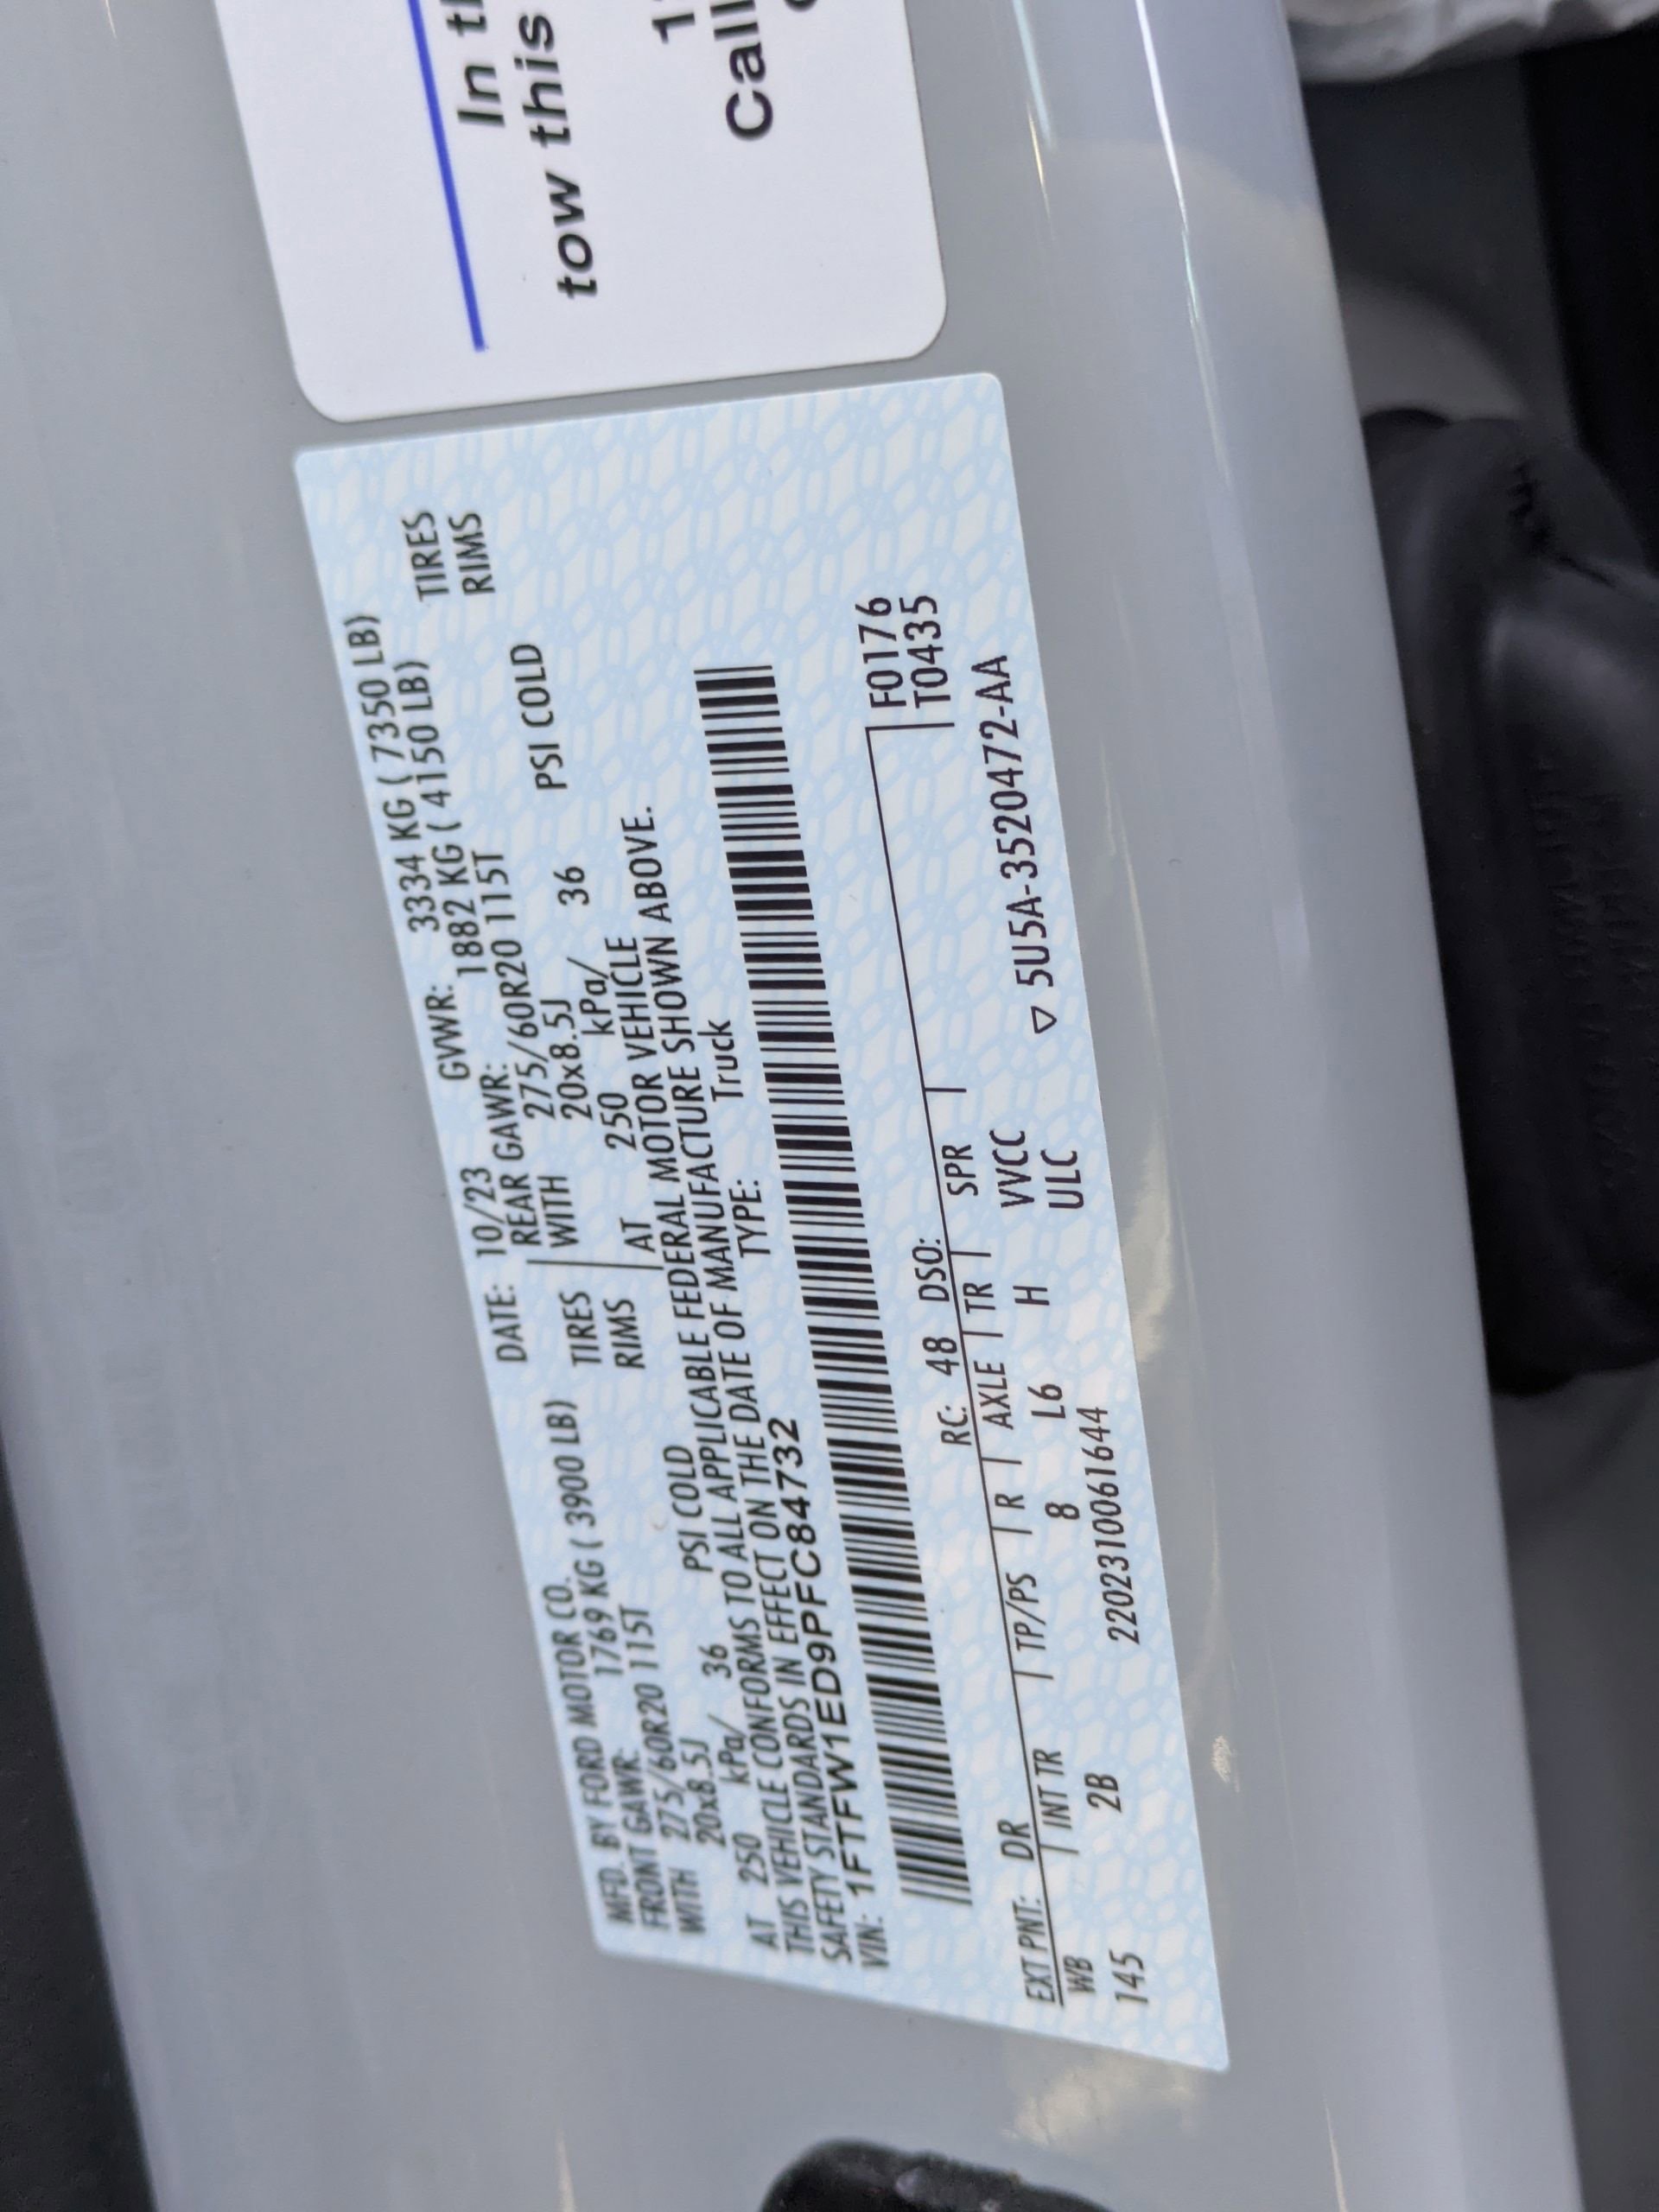 MFD. BY FORD MOTOR CO. DATE: 10/23 GVWR: 3334 KG ( 7350 LB)
FRONT GAWR: 1769 KG ( 3900 LB) REAR GAWR: 1882 KG ( 4150 LB)
WITH 275/60R20 115T TIRES WITH 275/60R20 115T TIRES
20x8.5J RIMS 20x8.5J RIMS
AT 250 kPa/ 36 PSI COLD AT 250 kPa/ 36 PSI COLD
THIS VEHICLE CONFORMS TO ALL APPLICABLE FEDERAL MOTOR VEHICLE
SAFETY STANDARDS IN EFFECT ON THE DATE OF MANUFACTURE SHOWN ABOVE.
VIN: 1FTFW1ED9PFC84732 TYPE: Truck
F0176
T0435
EXT PNT: DR RC: 48 DSO:
WB INT TR TP/PS R AXLE TR SPR
145 2B 8 L6 H VVCC
ULC
2202310061644
▽ 5U5A-3520472-AA
In
tow this
Call